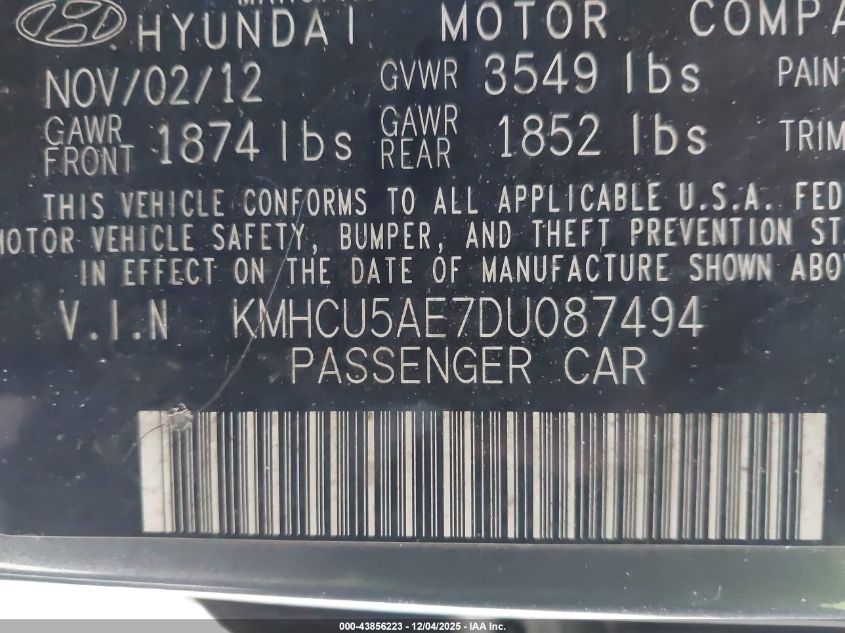 HYUNDAI MOTOR COMPA
NOV/02/12 GVWR 3549 lbs PAIN
GAWR FRONT 1874 lbs GAWR REAR 1852 lbs TRIM
THIS VEHICLE CONFORMS TO ALL APPLICABLE U.S.A. FED
MOTOR VEHICLE SAFETY, BUMPER, AND THEFT PREVENTION ST
IN EFFECT ON THE DATE OF MANUFACTURE SHOWN ABO
V.I.N KMHCU5AE7DU087494
PASSENGER CAR
000-43856223 - 12/04/2025 - IAA Inc.